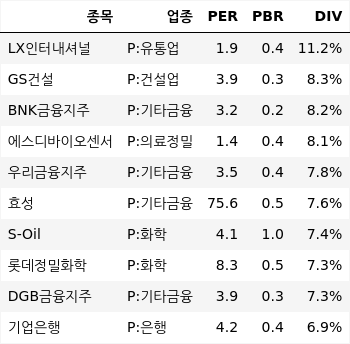 종목 업종 PER PBR DIV
LX인터내셔널 P:유통업 1.9 0.4 11.2%
GS건설 P:건설업 3.9 0.3 8.3%
BNK금융지주 P:기타금융 3.2 0.2 8.2%
에스디바이오센서 P:의료정밀 1.4 0.4 8.1%
우리금융지주 P:기타금융 3.5 0.4 7.8%
효성 P:기타금융 75.6 0.5 7.6%
S-Oil P:화학 4.1 1.0 7.4%
롯데정밀화학 P:화학 8.3 0.5 7.3%
DGB금융지주 P:기타금융 3.9 0.3 7.3%
기업은행 P:은행 4.2 0.4 6.9%